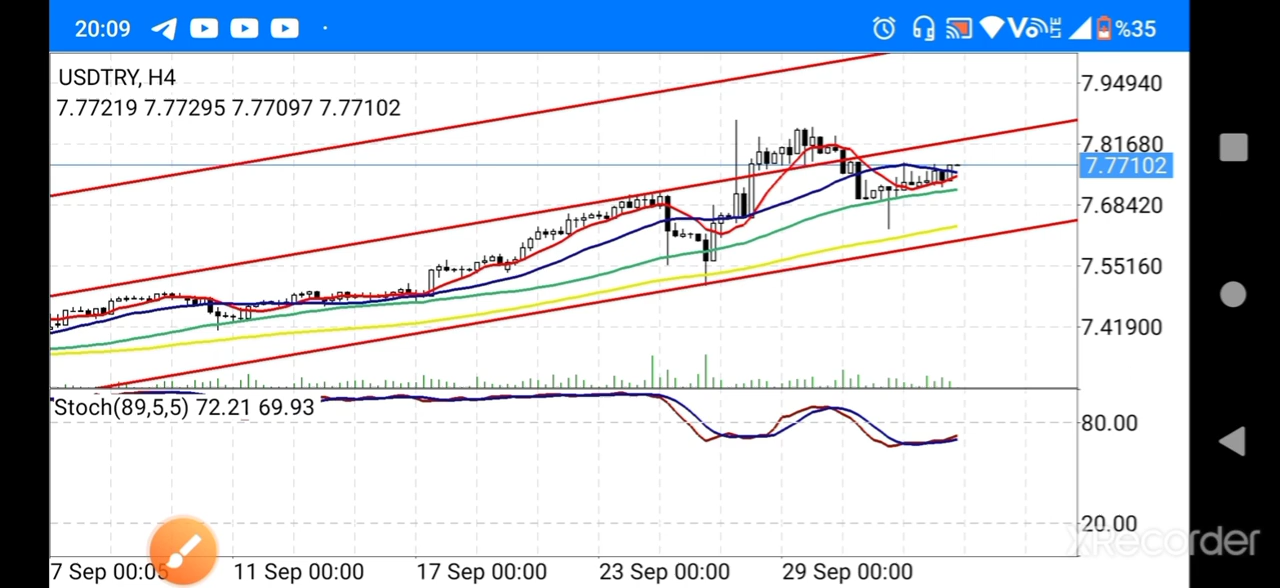 20:09
VoLTE %35
USDTRY, H4
7.77219 7.77295 7.77097 7.77102
7.94940
7.81680
7.77102
7.68420
7.55160
7.41900
Stoch(89,5,5) 72.21 69.93
80.00
20.00
7 Sep 00:05 11 Sep 00:00 17 Sep 00:00 23 Sep 00:00 29 Sep 00:00
XRecorder